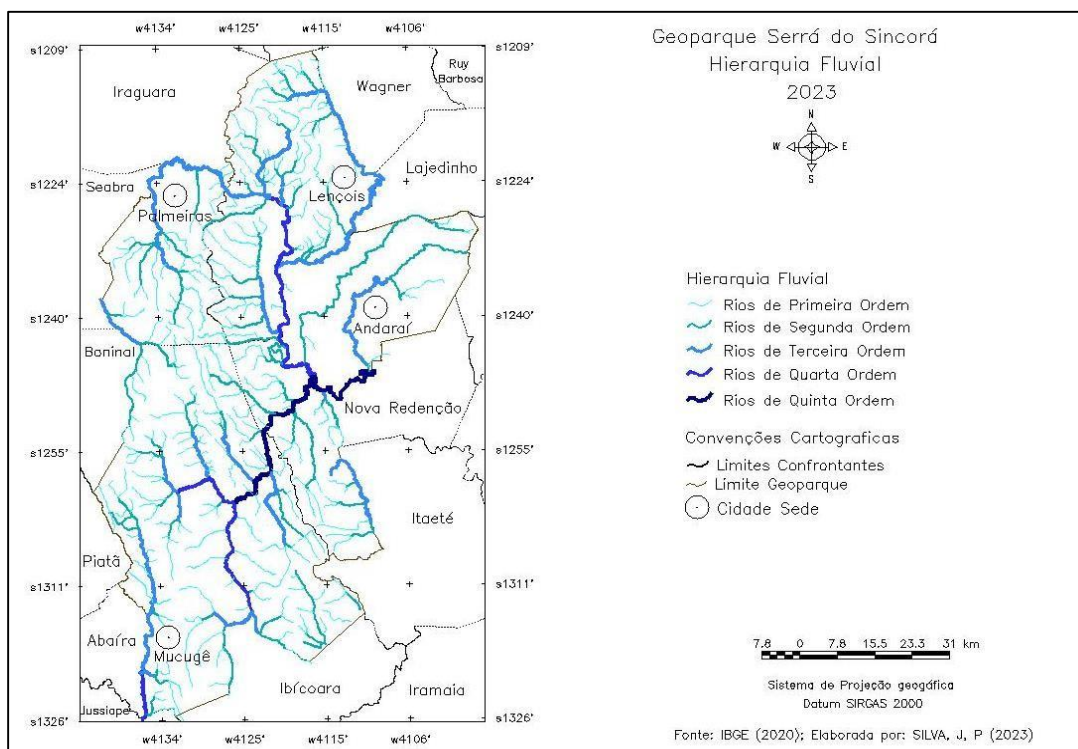 w4134' w4125' w4115' w4106'
s1209' s1209'
Iraguara
Wagner
Ruy
Barbosa
Lajedinho
s1224' s1224'
Seabra
Palmeiras
Lençois
s1240' s1240'
Andaraí
Boninal
Nova Redenção
s1255' s1255'
Itaeté
Piatã
s1311' s1311'
Abaíra
Mucugê
Ibicoara
Iramaia
Jussiape
s1326' s1326'
w4134' w4125' w4115' w4106'
Geoparque Serrá do Sincorá
Hierarquia Fluvial
2023
N
W E
S
Hierarquia Fluvial
Rios de Primeira Ordem
Rios de Segunda Ordem
Rios de Terceira Ordem
Rios de Quarta Ordem
Rios de Quinta Ordem
Convenções Cartograficas
Límites Confrontantes
Límite Geoparque
Cidade Sede
7.8 0 7.8 15.5 23.3 31 km
Sistema de Projeção geogáfica
Datum SIRGAS 2000
Fonte: IBGE (2020); Elaborada por: SILVA, J, P (2023)